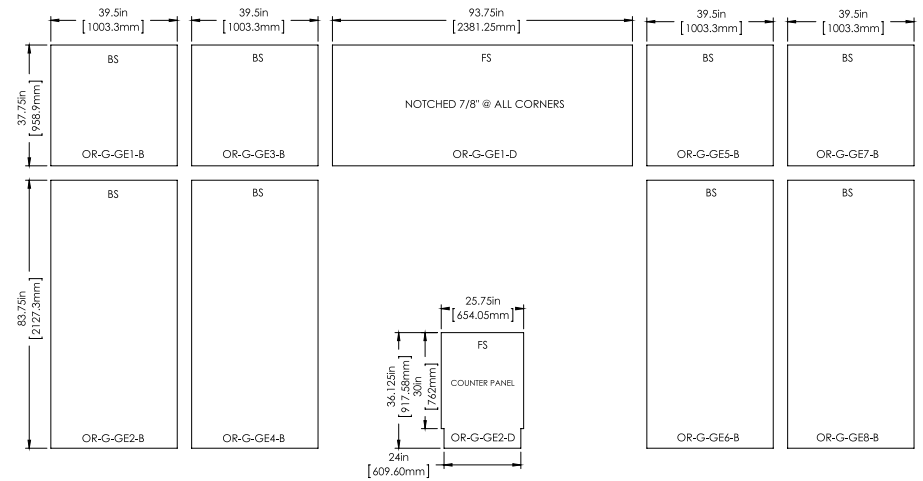 39.5in
[1003.3mm]
39.5in
[1003.3mm]
93.75in
[2381.25mm]
39.5in
[1003.3mm]
39.5in
[1003.3mm]
37.75in
[958.9mm]
BS
BS
FS
BS
BS
NOTCHED 7/8" @ ALL CORNERS
OR-G-GE1-B
OR-G-GE3-B
OR-G-GE1-D
OR-G-GE5-B
OR-G-GE7-B
83.75in
[2127.3mm]
BS
BS
BS
BS
25.75in
[654.05mm]
36.125in
[917.58mm]
30in
[762mm]
FS
COUNTER PANEL
OR-G-GE2-B
OR-G-GE4-B
OR-G-GE2-D
OR-G-GE6-B
OR-G-GE8-B
24in
[609.60mm]